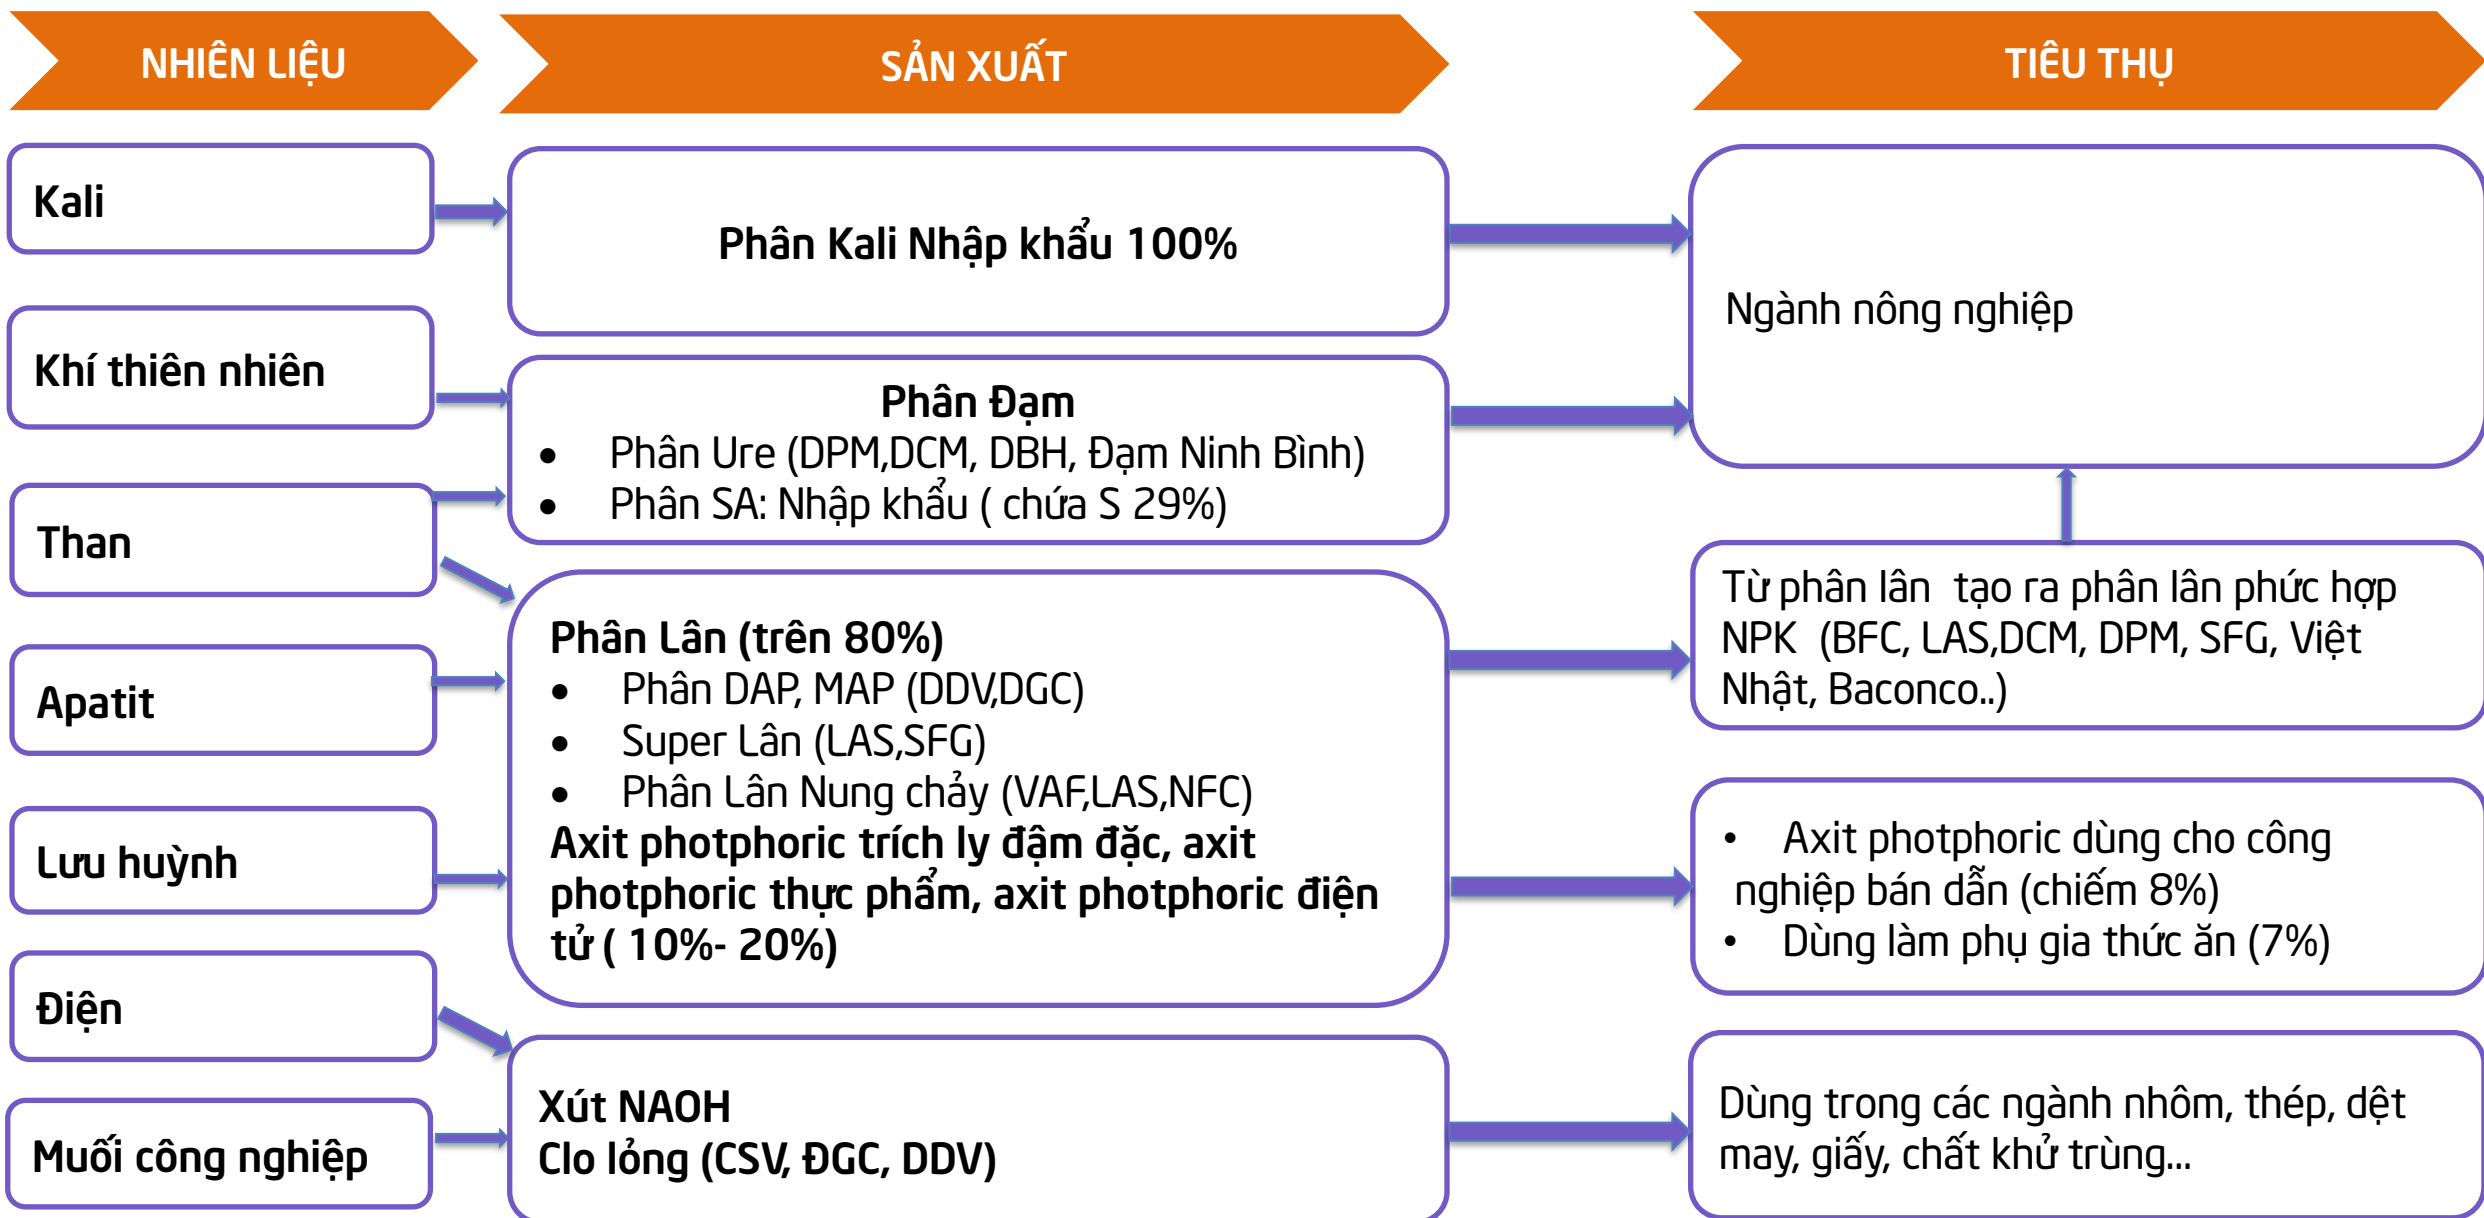 NHIÊN LIỆU
SẢN XUẤT
TIÊU THỤ
Kali
Khí thiên nhiên
Than
Apatit
Lưu huỳnh
Điện
Muối công nghiệp
Phân Kali Nhập khẩu 100%
Phân Đạm
• Phân Ure (DPM,DCM, DBH, Đạm Ninh Bình)
• Phân SA: Nhập khẩu ( chứa S 29%)
Phân Lân (trên 80%)
• Phân DAP, MAP (DDV,DGC)
• Super Lân (LAS,SFG)
• Phân Lân Nung chảy (VAF,LAS,NFC)
Axit photphoric trích ly đậm đặc, axit
photphoric thực phẩm, axit photphoric điện
tử ( 10%- 20%)
Xút NAOH
Clo lỏng (CSV, ĐGC, DDV)
Ngành nông nghiệp
Từ phân lân tạo ra phân lân phức hợp
NPK (BFC, LAS,DCM, DPM, SFG, Việt
Nhật, Baconco..)
• Axit photphoric dùng cho công
nghiệp bán dẫn (chiếm 8%)
• Dùng làm phụ gia thức ăn (7%)
Dùng trong các ngành nhôm, thép, dệt
may, giấy, chất khử trùng...